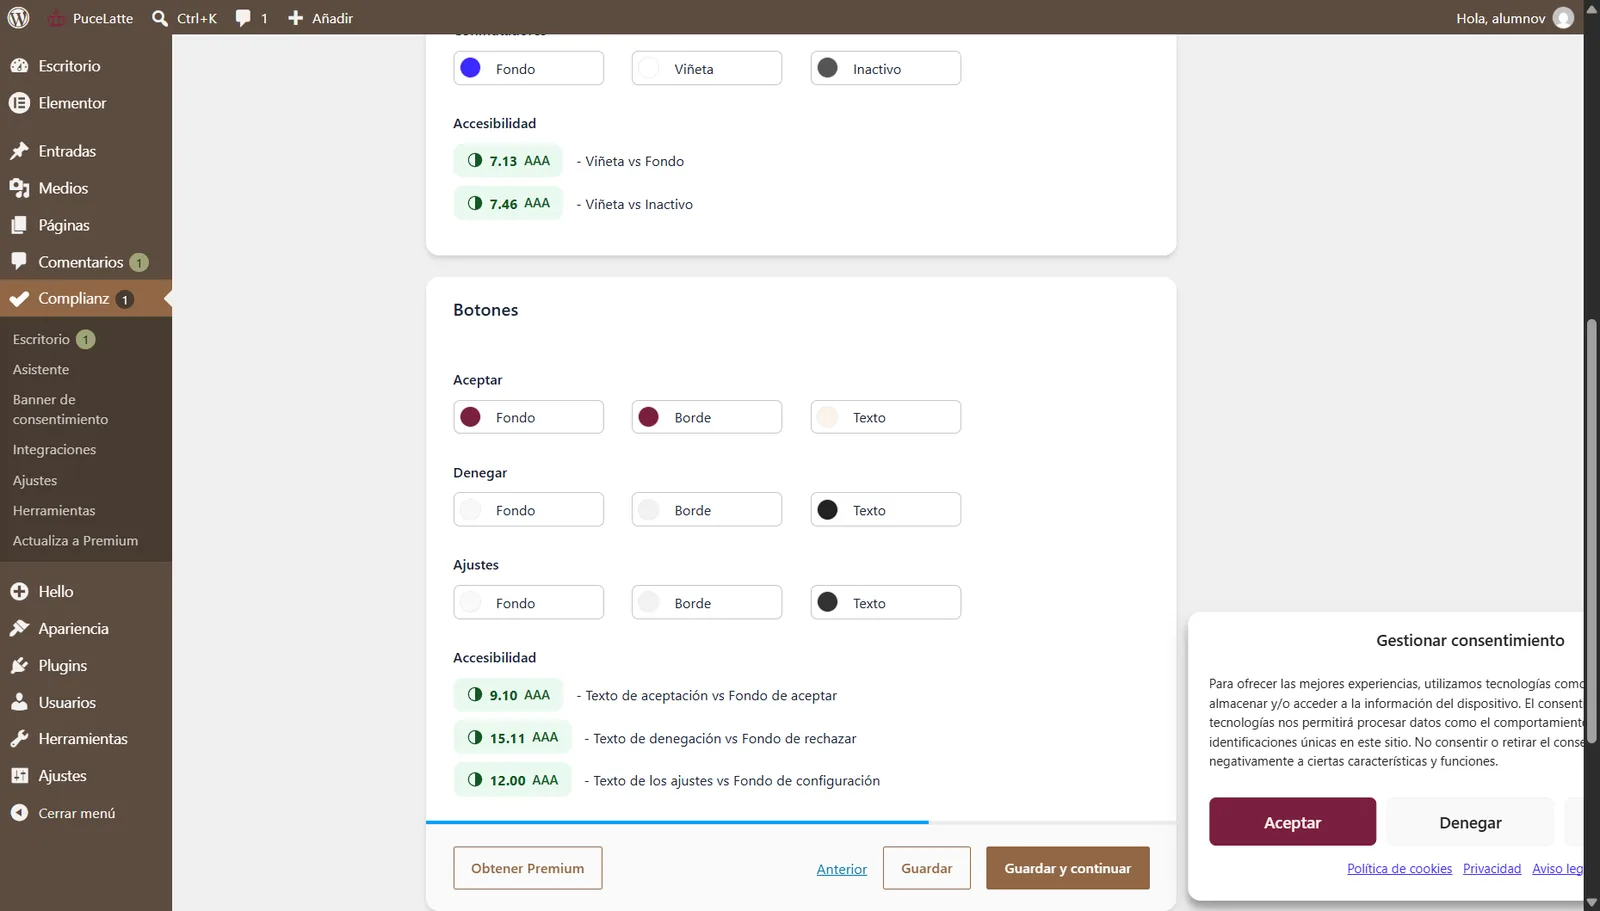 PuceLatte
Ctrl+K
1
Añadir
Hola, alumnov
Escritorio
Elementor
Entradas
Medios
Páginas
Comentarios 1
Complianz 1
Escritorio 1
Asistente
Banner de
consentimiento
Integraciones
Ajustes
Herramientas
Actualiza a Premium
Hello
Apariencia
Plugins
Usuarios
Herramientas
Ajustes
Cerrar menú
Fondo
Viñeta
Inactivo
Accesibilidad
7.13 AAA - Viñeta vs Fondo
7.46 AAA - Viñeta vs Inactivo
Botones
Aceptar
Fondo
Borde
Texto
Denegar
Fondo
Borde
Texto
Ajustes
Fondo
Borde
Texto
Accesibilidad
9.10 AAA - Texto de aceptación vs Fondo de aceptar
15.11 AAA - Texto de denegación vs Fondo de rechazar
12.00 AAA - Texto de los ajustes vs Fondo de configuración
Obtener Premium
Anterior
Guardar
Guardar y continuar
Gestionar consentimiento
Para ofrecer las mejores experiencias, utilizamos tecnologías como
almacenar y/o acceder a la información del dispositivo. El consent
tecnologías nos permitirá procesar datos como el comportamiento
identificaciones únicas en este sitio. No consentir o retirar el conse
negativamente a ciertas características y funciones.
Aceptar
Denegar
Política de cookies
Privacidad
Aviso leg